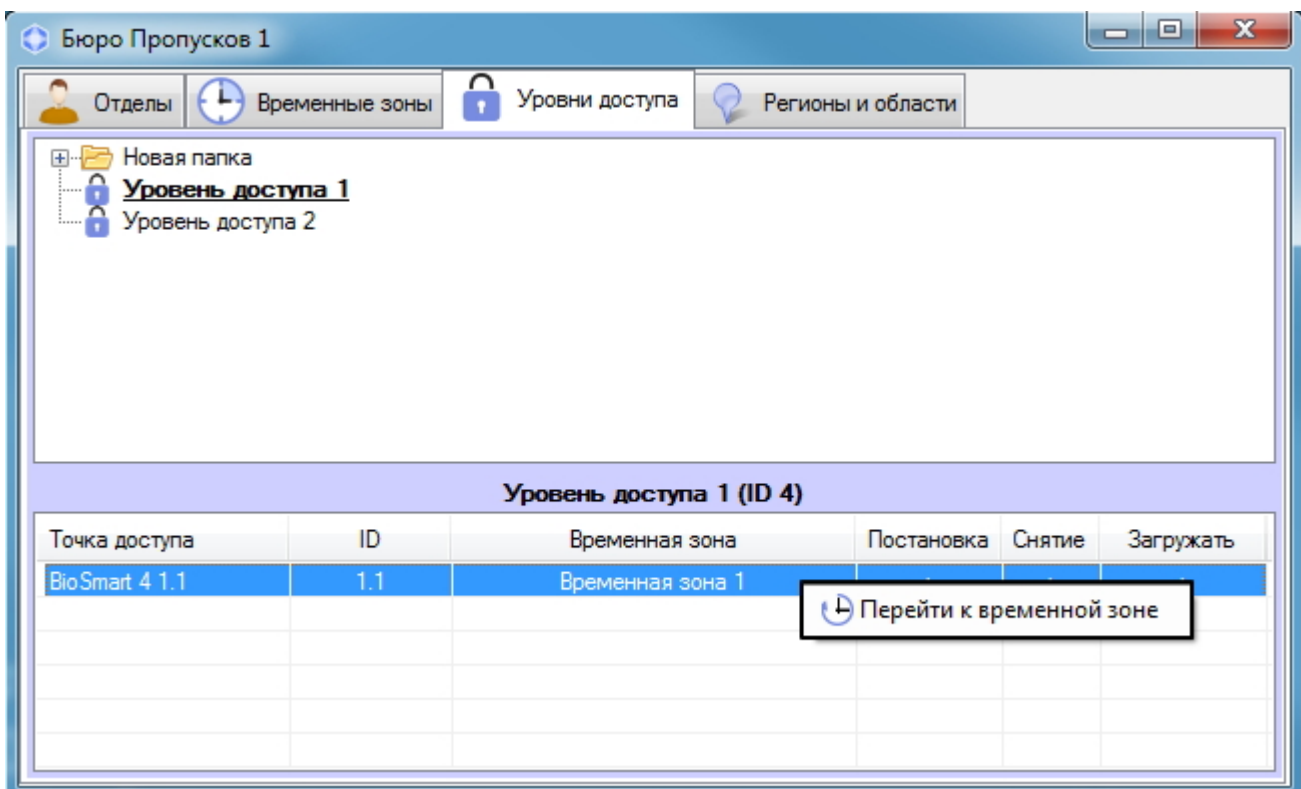 Бюро Пропусков 1
Отделы Временные зоны Уровни доступа Регионы и области
Новая папка
Уровень доступа 1
Уровень доступа 2
Уровень доступа 1 (ID 4)
Точка доступа ID Временная зона Постановка Снятие Загружать
BioSmart 4 1.1 1.1 Временная зона 1
Перейти к временной зоне